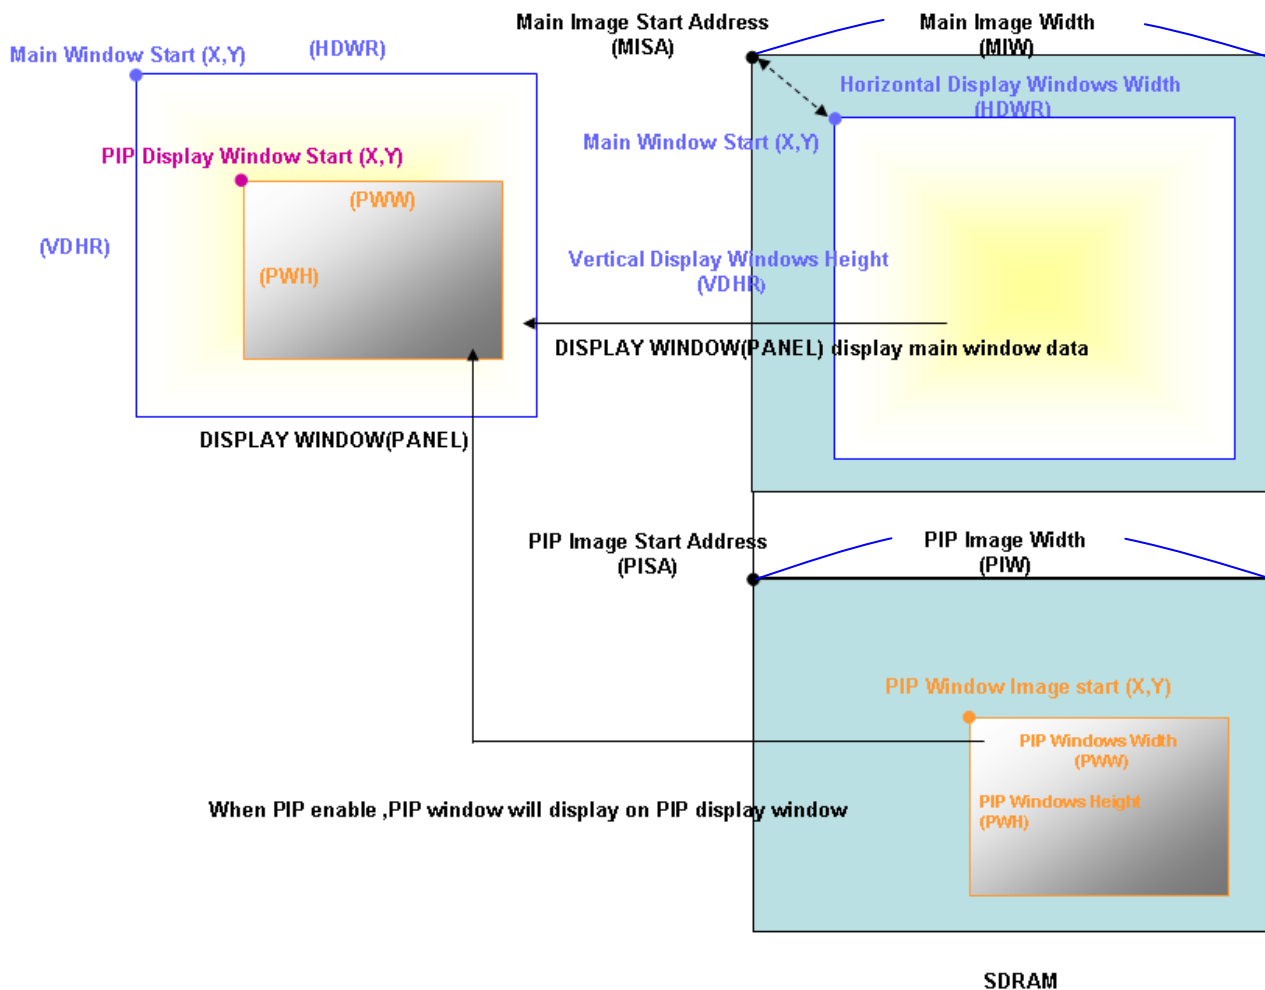 Main Image Start Address
(MISA)
Main Image Width
(MIW)
Main Window Start (X,Y)
(HDWR)
Horizontal Display Windows Width
(HDWR)
Main Window Start (X,Y)
PIP Display Window Start (X,Y)
(PWW)
(VDHR)
(PWH)
Vertical Display Windows Height
(VDHR)
DISPLAY WINDOW(PANEL) display main window data
DISPLAY WINDOW(PANEL)
PIP Image Start Address
(PISA)
PIP Image Width
(PIW)
PIP Window Image start (X,Y)
PIP Windows Width
(PWW)
PIP Windows Height
(PWH)
When PIP enable ,PIP window will display on PIP display window
SDRAM